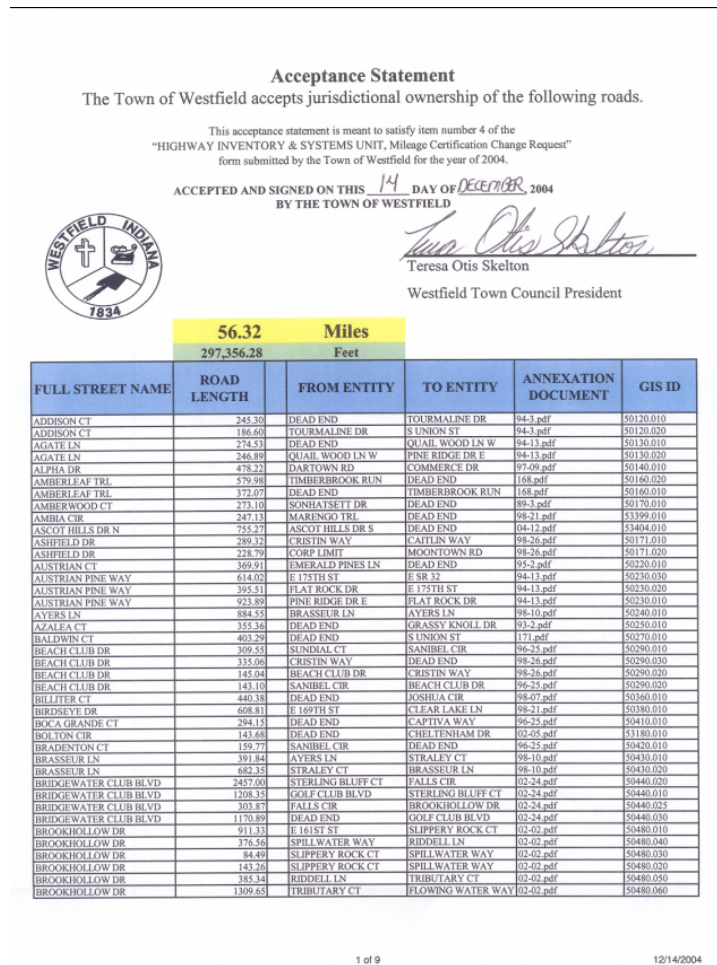 Acceptance Statement
The Town of Westfield accepts jurisdictional ownership of the following roads.
This acceptance statement is meant to satisfy item number 4 of the
"HIGHWAY INVENTORY & SYSTEMS UNIT, Mileage Certification Change Request"
form submitted by the Town of Westfield for the year of 2004.
ACCEPTED AND SIGNED ON THIS 14 DAY OF DECEMBER, 2004
BY THE TOWN OF WESTFIELD
WESTFIELD INDIANA
1834
Teresa Otis Skelton
Teresa Otis Skelton
Westfield Town Council President
56.32 Miles
297,356.28 Feet
FULL STREET NAME ROAD LENGTH FROM ENTITY TO ENTITY ANNEXATION DOCUMENT GIS ID
ADDISON CT 245.30 DEAD END TOURMALINE DR 94-3.pdf 50120.010
ADDISON CT 186.60 TOURMALINE DR S UNION ST 94-3.pdf 50120.020
AGATE LN 274.53 DEAD END QUAIL WOOD LN W 94-13.pdf 50130.010
AGATE LN 246.89 QUAIL WOOD LN W PINE RIDGE DR E 94-13.pdf 50130.020
ALPHA DR 478.22 DARTOWN RD COMMERCE DR 97-09.pdf 50140.010
AMBERLEAF TRL 579.98 TIMBERBROOK RUN DEAD END 168.pdf 50160.020
AMBERLEAF TRL 372.07 DEAD END TIMBERBROOK RUN 168.pdf 50160.010
AMBERWOOD CT 273.10 SONHATSETT DR DEAD END 89-3.pdf 50170.010
AMBIA CIR 247.13 MARENGO TRL DEAD END 98-21.pdf 53399.010
ASCOT HILLS DR N 755.27 ASCOT HILLS DR S DEAD END 04-12.pdf 53404.010
ASHFIELD DR 289.32 CRISTIN WAY CAITLIN WAY 98-26.pdf 50171.010
ASHFIELD DR 228.79 CORP LIMIT MOONTOWN RD 98-26.pdf 50171.020
AUSTRIAN CT 369.91 EMERALD PINES LN DEAD END 95-2.pdf 50220.010
AUSTRIAN PINE WAY 614.02 E 175TH ST E SR 32 94-13.pdf 50230.030
AUSTRIAN PINE WAY 395.51 FLAT ROCK DR E 175TH ST 94-13.pdf 50230.020
AUSTRIAN PINE WAY 923.89 PINE RIDGE DR E FLAT ROCK DR 94-13.pdf 50230.010
AYERS LN 884.55 BRASSEUR LN AYERS LN 98-10.pdf 50240.010
AZALEA CT 355.36 DEAD END GRASSY KNOLL DR 93-2.pdf 50250.010
BALDWIN CT 403.29 DEAD END S UNION ST 171.pdf 50270.010
BEACH CLUB DR 309.55 SUNDIAL CT SANIBEL CIR 96-25.pdf 50290.010
BEACH CLUB DR 335.06 CRISTIN WAY DEAD END 98-26.pdf 50290.030
BEACH CLUB DR 145.04 BEACH CLUB DR CRISTIN WAY 98-26.pdf 50290.020
BEACH CLUB DR 143.10 SANIBEL CIR BEACH CLUB DR 96-25.pdf 50290.020
BILLITER CT 440.38 DEAD END JOSHUA CIR 98-07.pdf 50360.010
BIRDSEYE DR 608.81 E 169TH ST CLEAR LAKE LN 98-21.pdf 50380.010
BOCA GRANDE CT 294.15 DEAD END CAPTIVA WAY 96-25.pdf 50410.010
BOLTON CIR 143.68 DEAD END CHELTENHAM DR 02-05.pdf 53180.010
BRADENTON CT 159.77 SANIBEL CIR DEAD END 96-25.pdf 50420.010
BRASSEUR LN 391.84 AYERS LN STRALEY CT 98-10.pdf 50430.010
BRASSEUR LN 682.35 STRALEY CT BRASSEUR LN 98-10.pdf 50430.020
BRIDGEWATER CLUB BLVD 2457.00 STERLING BLUFF CT FALLS CIR 02-24.pdf 50440.020
BRIDGEWATER CLUB BLVD 1208.35 GOLF CLUB BLVD STERLING BLUFF CT 02-24.pdf 50440.010
BRIDGEWATER CLUB BLVD 303.87 FALLS CIR BROOKHOLLOW DR 02-24.pdf 50440.025
BRIDGEWATER CLUB BLVD 1170.89 DEAD END GOLF CLUB BLVD 02-24.pdf 50440.030
BROOKHOLLOW DR 911.33 E 161ST ST SLIPPERY ROCK CT 02-02.pdf 50480.010
BROOKHOLLOW DR 376.56 SPILLWATER WAY RIDDELL LN 02-02.pdf 50480.040
BROOKHOLLOW DR 84.49 SLIPPERY ROCK CT SPILLWATER WAY 02-02.pdf 50480.030
BROOKHOLLOW DR 143.26 SLIPPERY ROCK CT SPILLWATER WAY 02-02.pdf 50480.020
BROOKHOLLOW DR 385.34 RIDDELL LN TRIBUTARY CT 02-02.pdf 50480.050
BROOKHOLLOW DR 1309.65 TRIBUTARY CT FLOWING WATER WAY 02-02.pdf 50480.060
1 of 9 12/14/2004